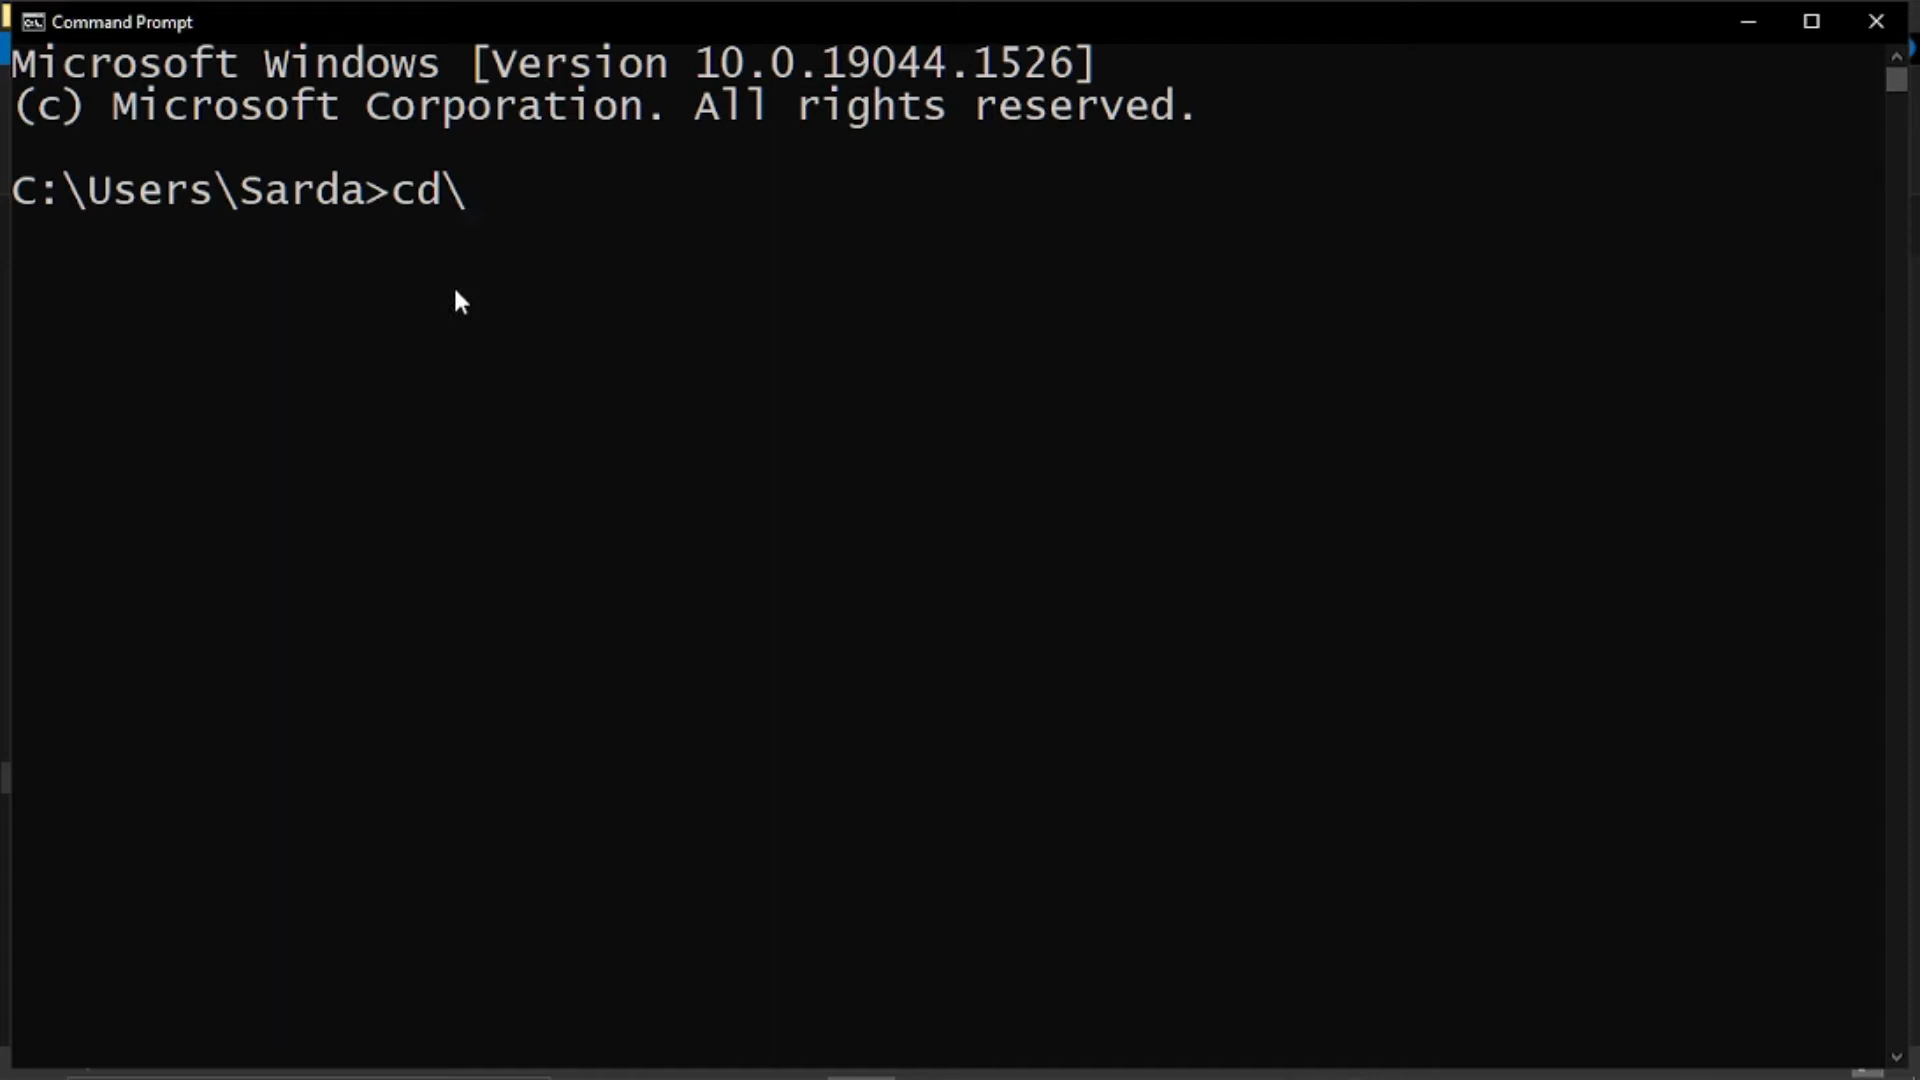 Command Prompt
Microsoft Windows [Version 10.0.19044.1526]
(c) Microsoft Corporation. All rights reserved.
C:\Users\Sarda>cd\